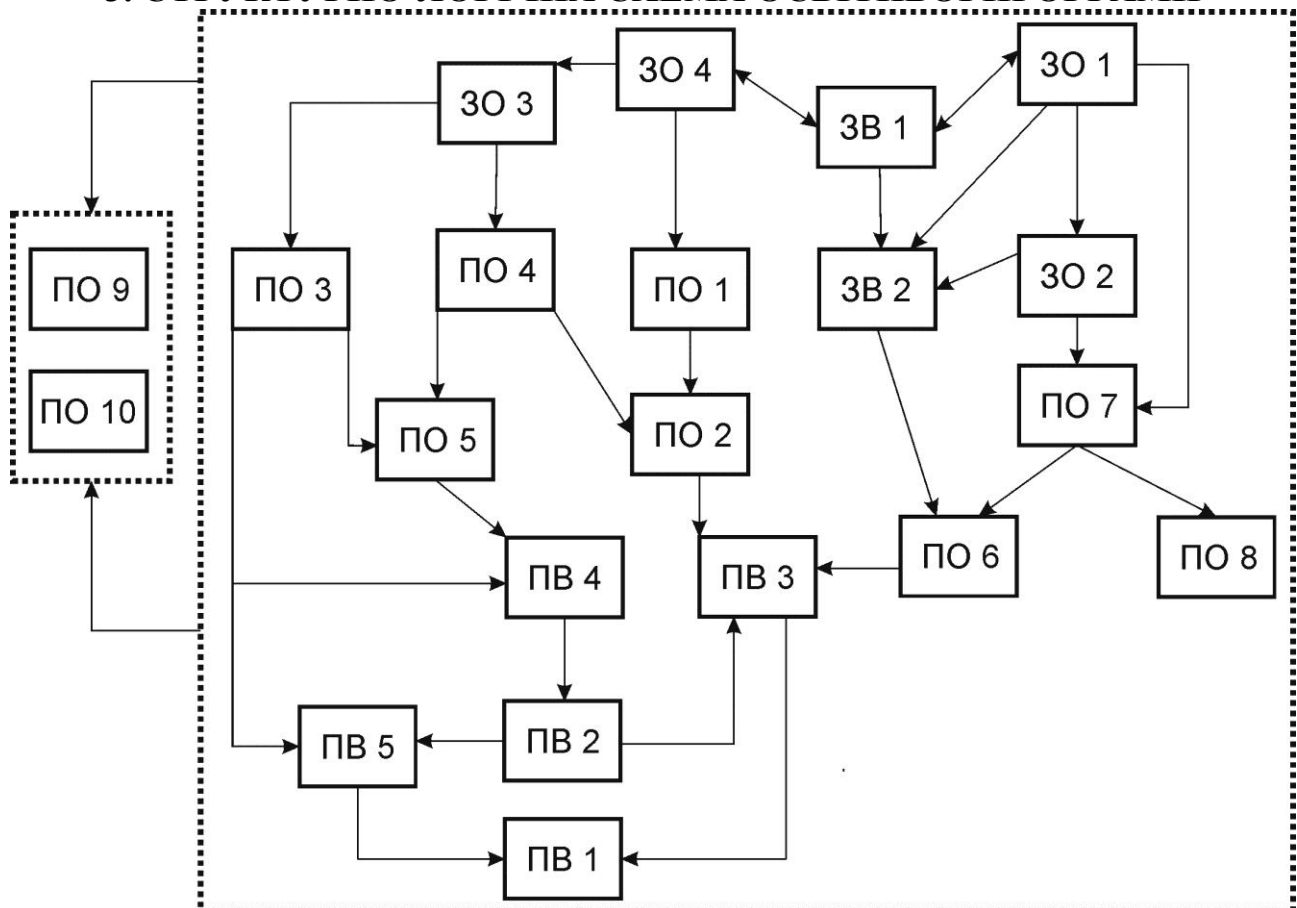 ЗО 4
ЗО 1
ЗО 3
ЗВ 1
ПО 9
ПО 3
ПО 4
ПО 1
ЗВ 2
ЗО 2
ПО 10
ПО 5
ПО 2
ПО 7
ПВ 4
ПВ 3
ПО 6
ПО 8
ПВ 5
ПВ 2
ПВ 1